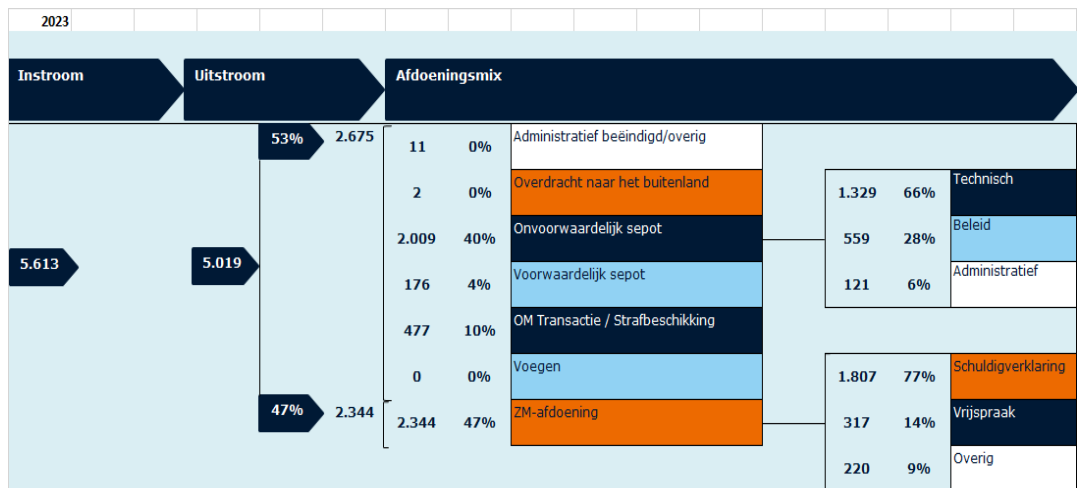 2023
Instroom
Uitstroom
Afdoeningsmix
53% 2.675
11 0% Administratief beëindigd/overig
2 0% Overdracht naar het buitenland
1.329 66% Technisch
2.009 40% Onvoorwaardelijk sepot
559 28% Beleid
5.613
5.019
176 4% Voorwaardelijk sepot
121 6% Administratief
477 10% OM Transactie / Strafbeschikking
0 0% Voegen
1.807 77% Schuldigverklaring
47% 2.344
2.344 47% ZM-afdoening
317 14% Vrijspraak
220 9% Overig